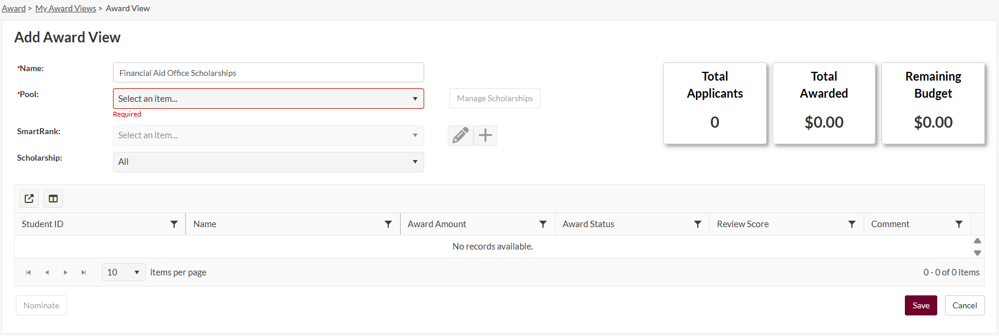 Award > My Award Views > Award View
Add Award View
*Name:
Financial Aid Office Scholarships
*Pool:
Select an item...
Manage Scholarships
Required
SmartRank:
Select an item...
Scholarship:
All
Total
Applicants
0
Total
Awarded
$0.00
Remaining
Budget
$0.00
Student ID Name Award Amount Award Status Review Score Comment
No records available.
10 items per page
0 - 0 of 0 items
Nominate
Save Cancel